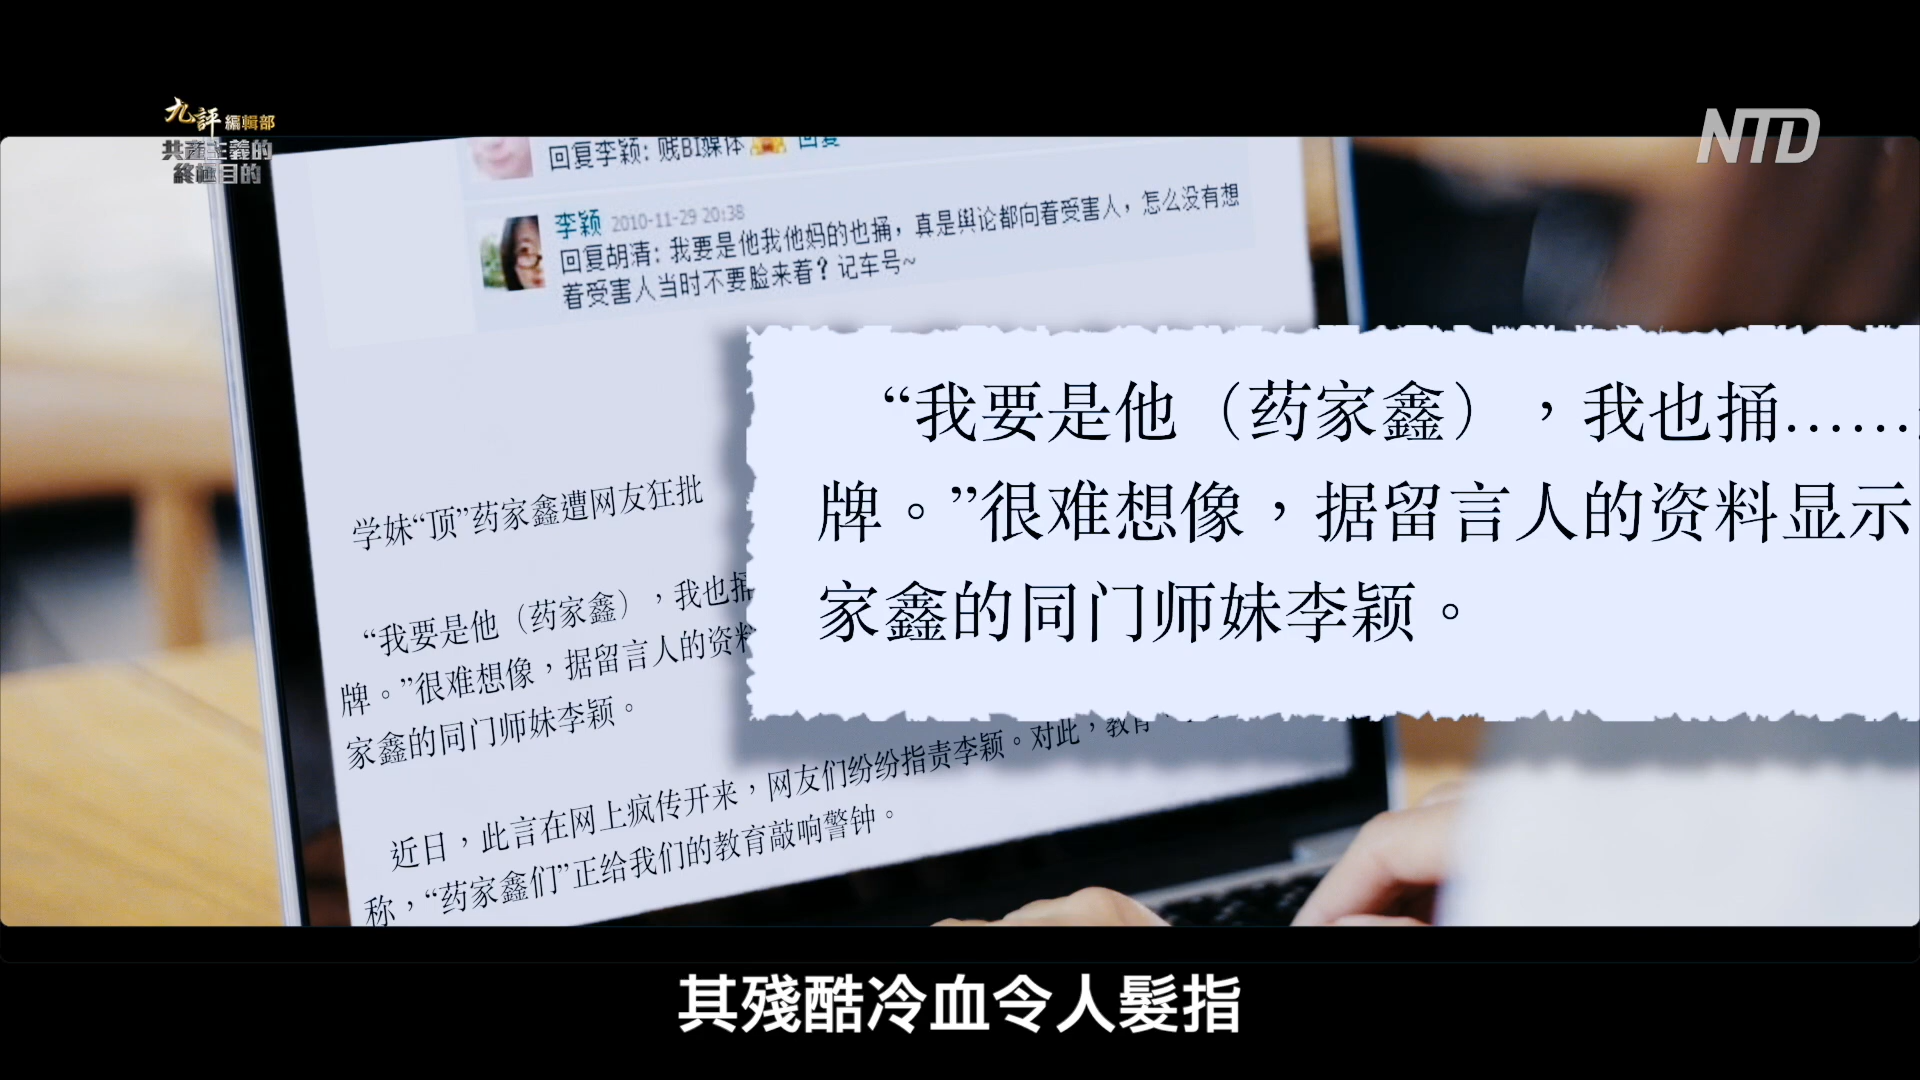 九評編輯部
共產主義的
終極目的
NTD
回复李颖: 贱BI媒体 回复
李颖 2010-11-29 20:38
回复胡清: 我要是他我他妈的也捅，真是舆论都向着受害人，怎么没有想
着受害人当时不要脸来着？记车号~
“我要是他（药家鑫），我也捅……
牌。”很难想像，据留言人的资料显示
家鑫的同门师妹李颖。
学妹“顶”药家鑫遭网友狂批
“我要是他（药家鑫），我也捅
牌。”很难想像，据留言人的资料
家鑫的同门师妹李颖。
近日，此言在网上疯传开来，网友们纷纷指责李颖。对此，教育
称，“药家鑫们”正给我们的教育敲响警钟。
其殘酷冷血令人髮指